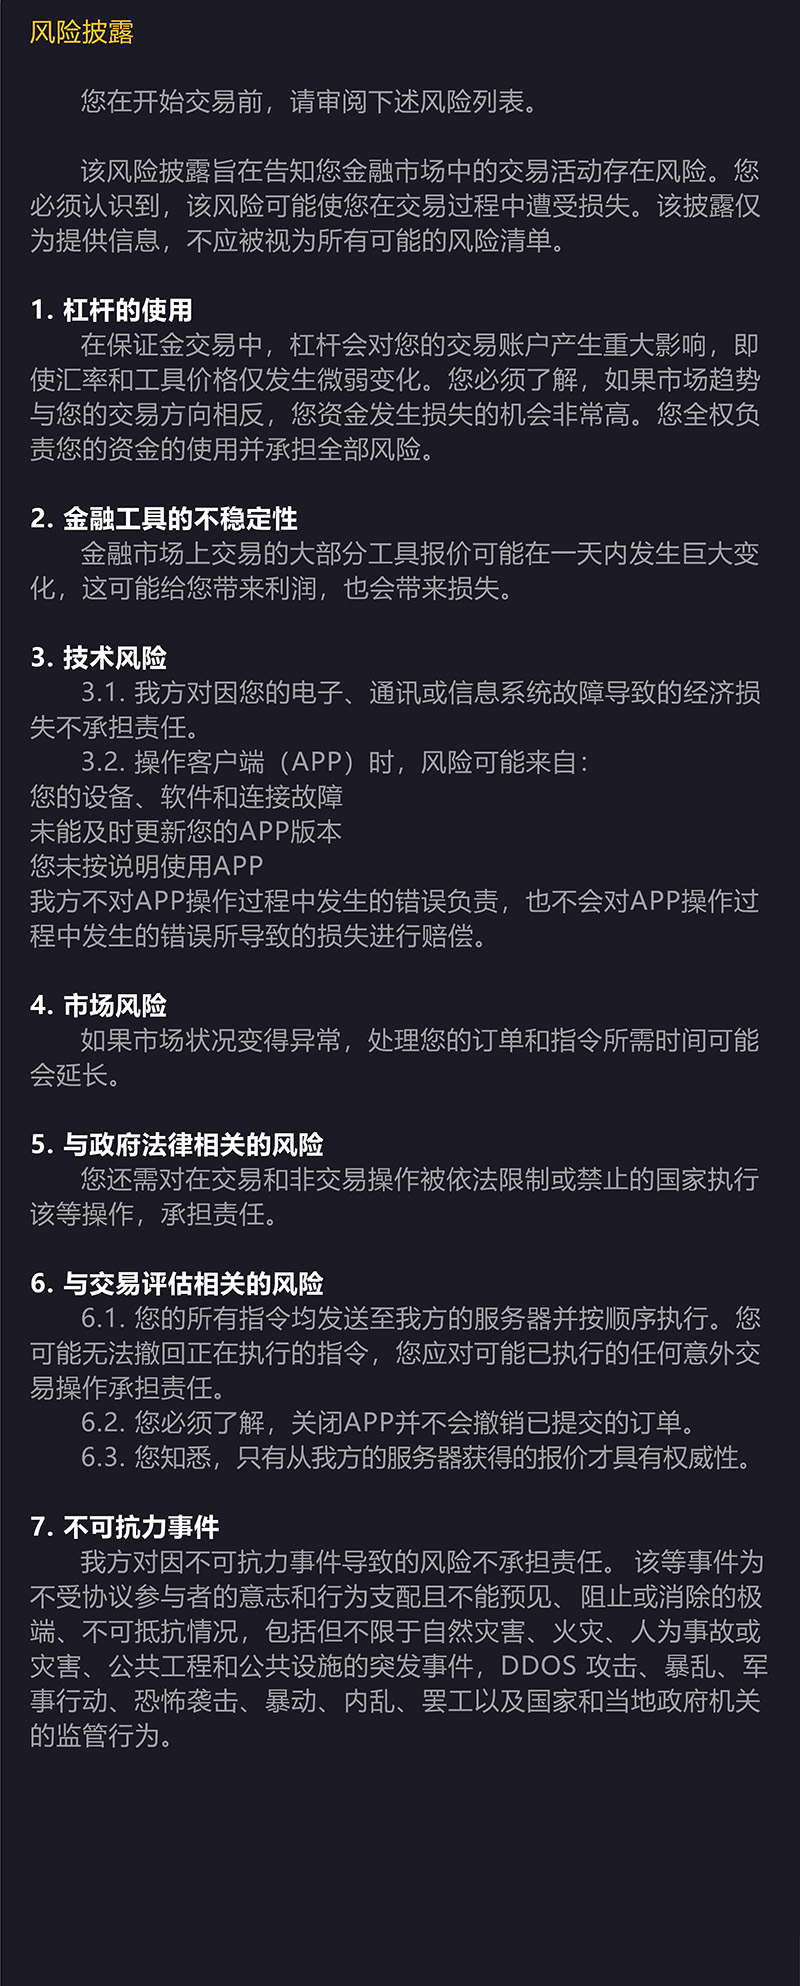 风险披露
您在开始交易前，请审阅下述风险列表。
该风险披露旨在告知您金融市场中的交易活动存在风险。您
必须认识到，该风险可能使您在交易过程中遭受损失。该披露仅
为提供信息，不应被视为所有可能的风险清单。
1. 杠杆的使用
在保证金交易中，杠杆会对您的交易账户产生重大影响，即
使汇率和工具价格仅发生微弱变化。您必须了解，如果市场趋势
与您的交易方向相反，您资金发生损失的机会非常高。您全权负
责您的资金的使用并承担全部风险。
2. 金融工具的不稳定性
金融市场上交易的大部分工具报价可能在一天内发生巨大变
化，这可能给您带来利润，也会带来损失。
3. 技术风险
3.1. 我方对因您的电子、通讯或信息系统故障导致的经济损
失不承担责任。
3.2. 操作客户端（APP）时，风险可能来自：
您的设备、软件和连接故障
未能及时更新您的APP版本
您未按说明使用APP
我方不对APP操作过程中发生的错误负责，也不会对APP操作过
程中发生的错误所导致的损失进行赔偿。
4. 市场风险
如果市场状况变得异常，处理您的订单和指令所需时间可能
会延长。
5. 与政府法律相关的风险
您还需对在交易和非交易操作被依法限制或禁止的国家执行
该等操作，承担责任。
6. 与交易评估相关的风险
6.1. 您的所有指令均发送至我方的服务器并按顺序执行。您
可能无法撤回正在执行的指令，您应对可能已执行的任何意外交
易操作承担责任。
6.2. 您必须了解，关闭APP并不会撤销已提交的订单。
6.3. 您知悉，只有从我方的服务器获得的报价才具有权威性。
7. 不可抗力事件
我方对因不可抗力事件导致的风险不承担责任。 该等事件为
不受协议参与者的意志和行为支配且不能预见、 阻止或消除的极
端、不可抵抗情况，包括但不限于自然灾害、火灾、人为事故或
灾害、公共工程和公共设施的突发事件，DDOS 攻击、暴乱、军
事行动、恐怖袭击、暴动、内乱、罢工以及国家和当地政府机关
的监管行为。